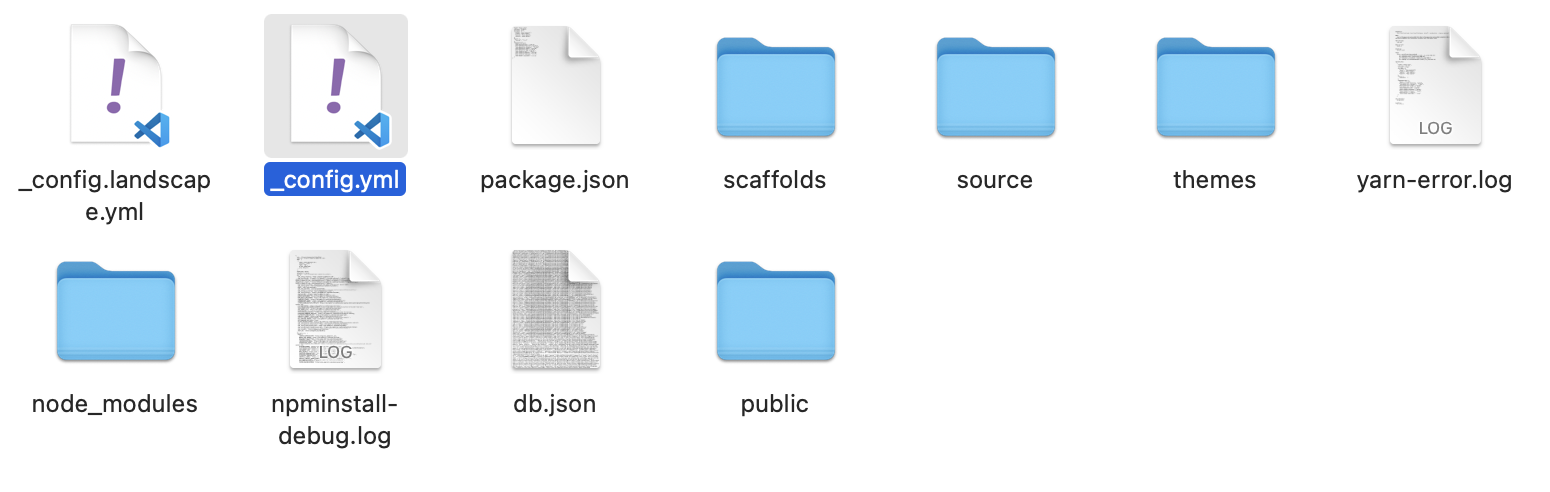 LOG
_config.landscap
e.yml
_config.yml
package.json
scaffolds
source
themes
yarn-error.log
LOG
node_modules
npminstall-
debug.log
db.json
public